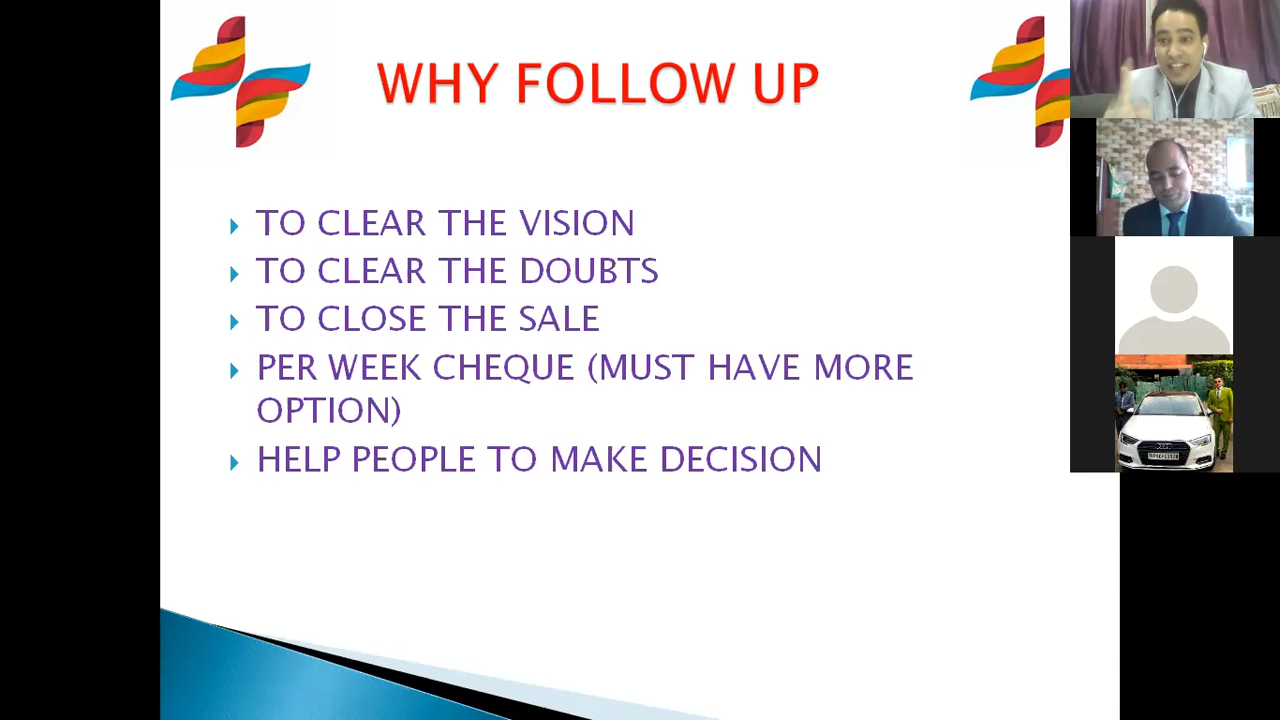 WHY FOLLOW UP
TO CLEAR THE VISION
TO CLEAR THE DOUBTS
TO CLOSE THE SALE
PER WEEK CHEQUE (MUST HAVE MORE
OPTION)
HELP PEOPLE TO MAKE DECISION